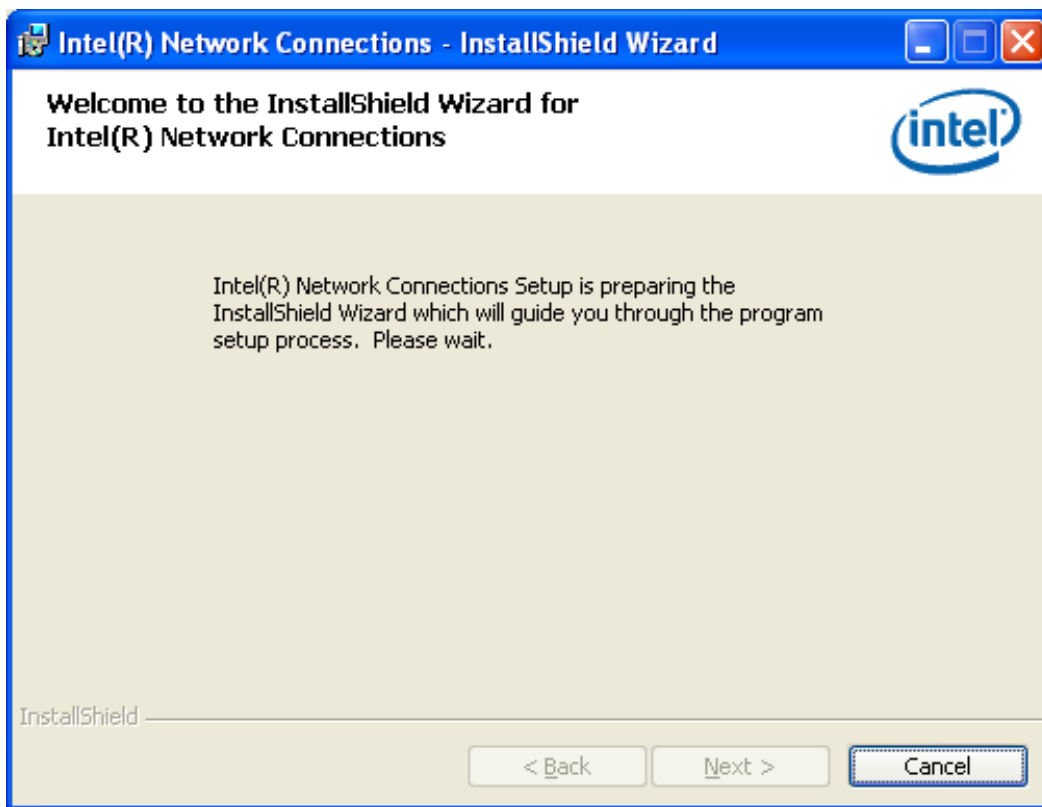 Intel(R) Network Connections - InstallShield Wizard
Welcome to the InstallShield Wizard for
Intel(R) Network Connections
intel
Intel(R) Network Connections Setup is preparing the
InstallShield Wizard which will guide you through the program
setup process.  Please wait.
InstallShield
< Back
Next >
Cancel